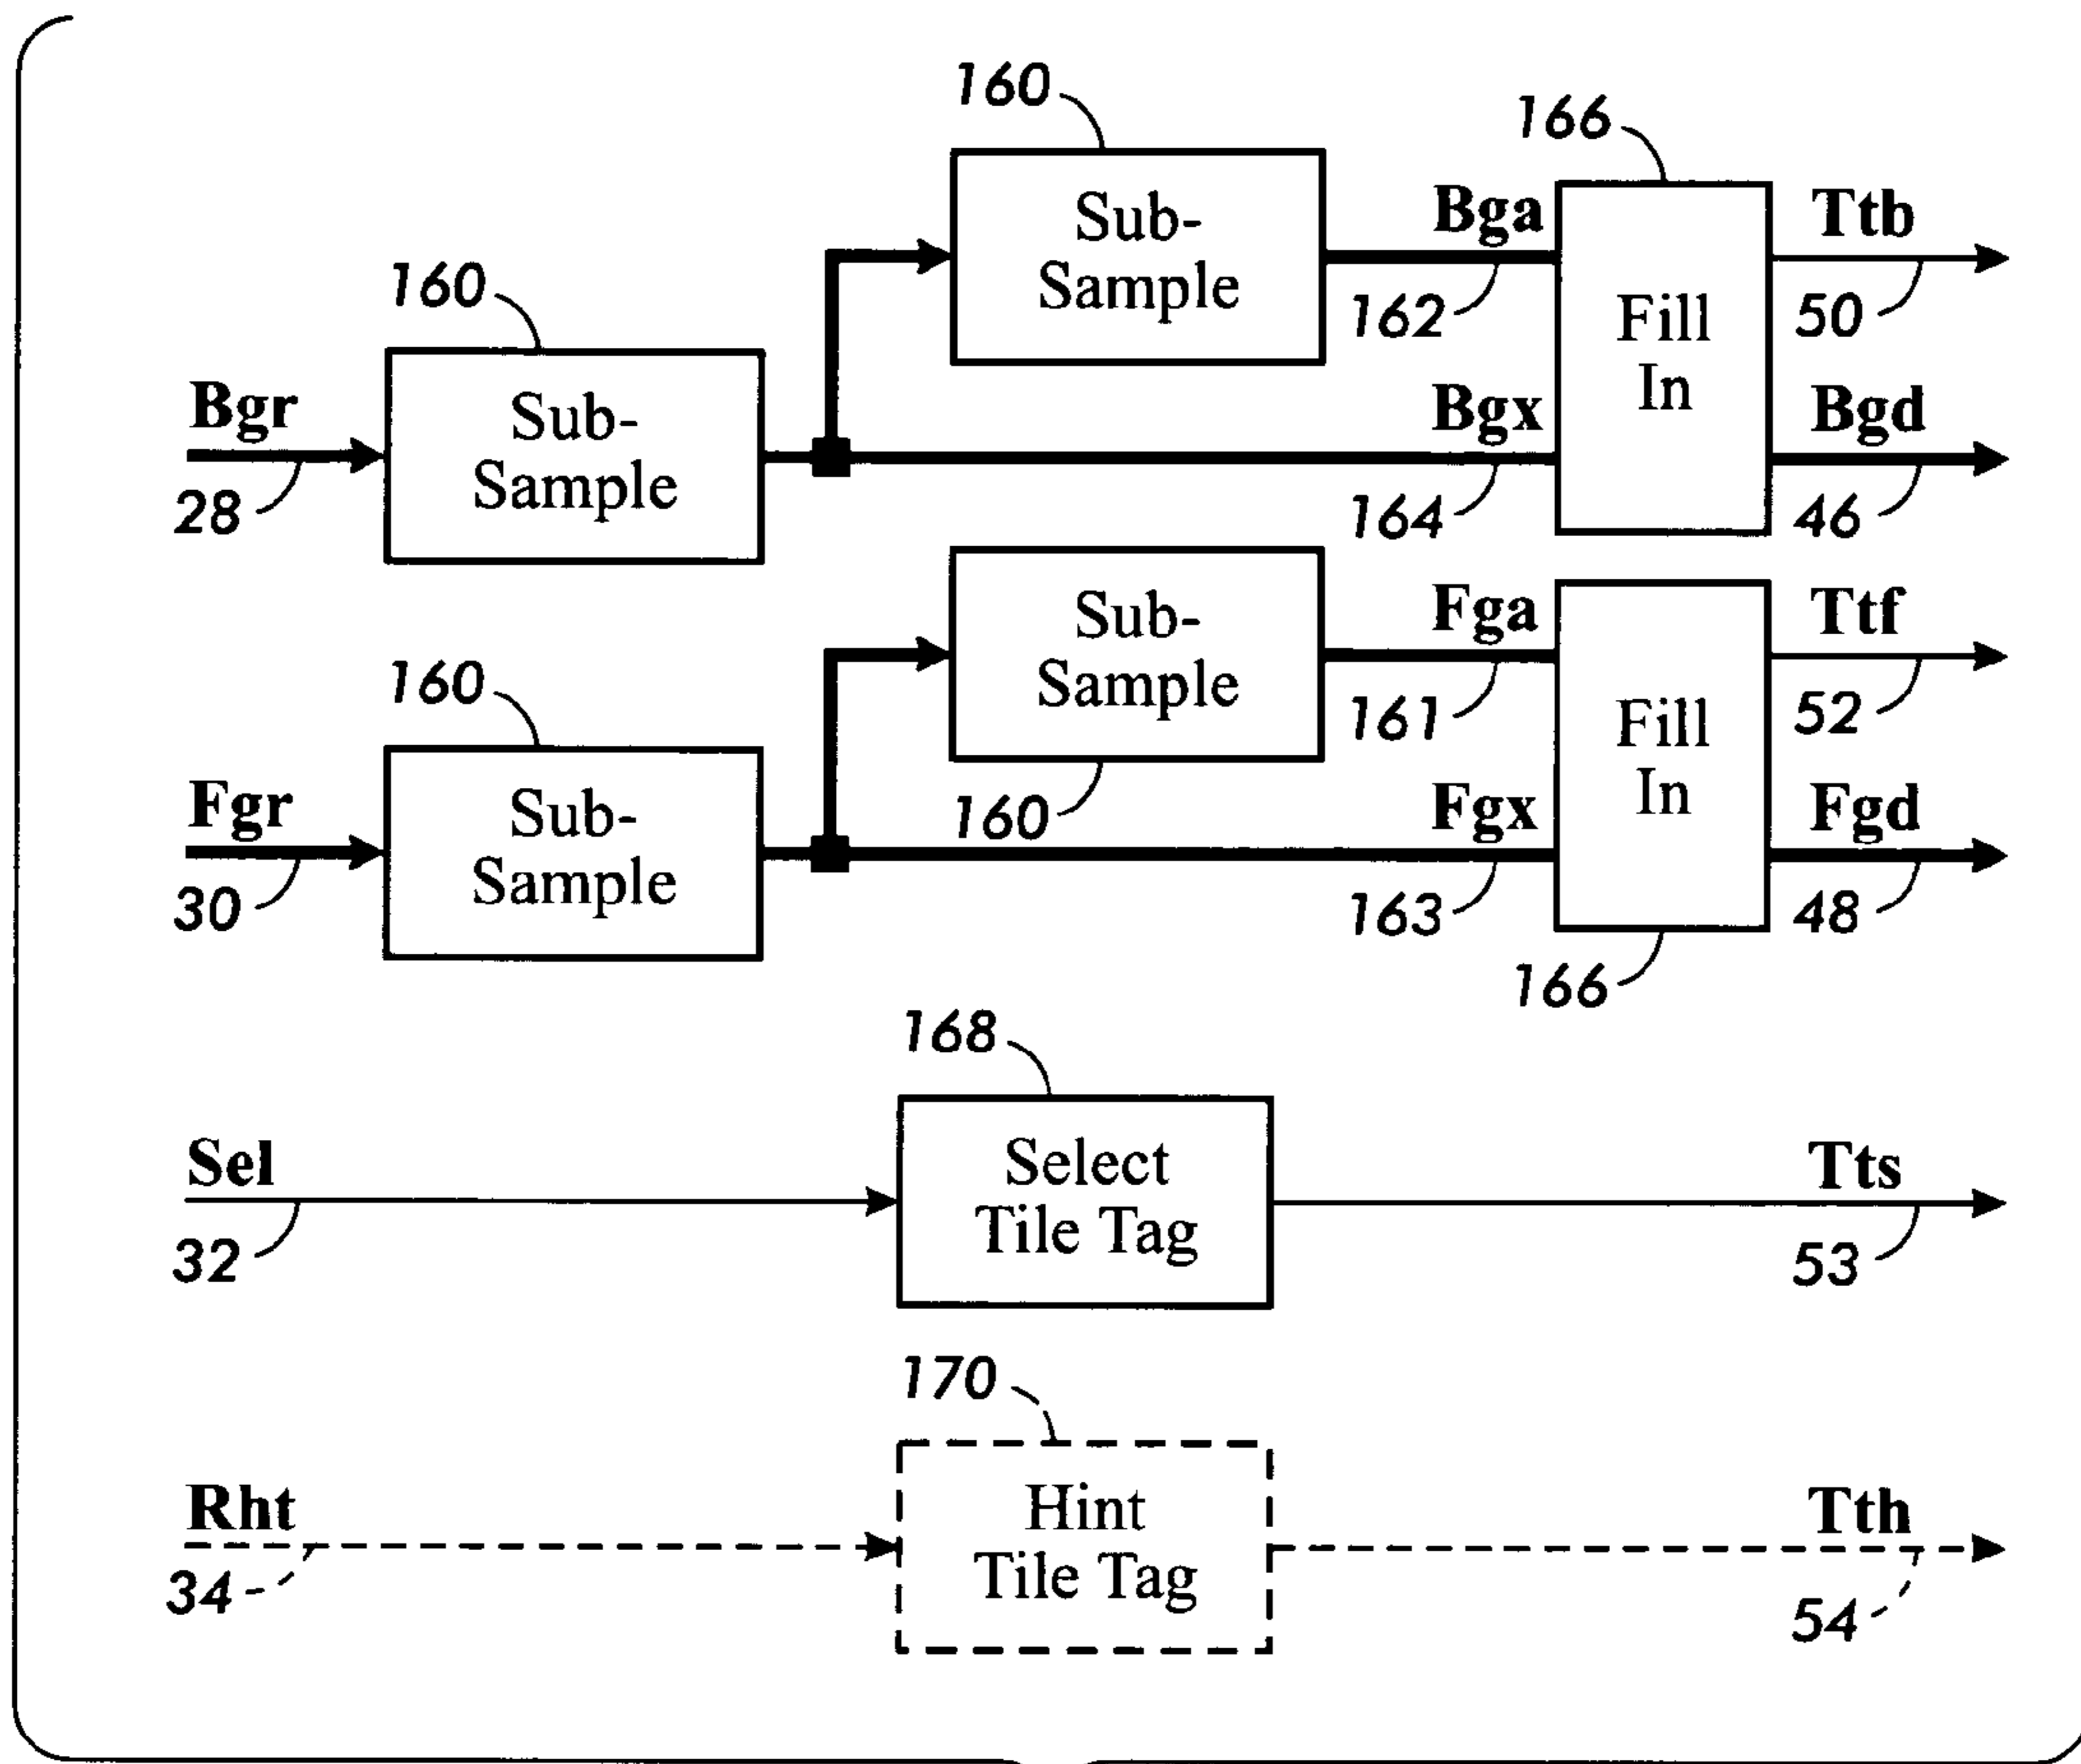 160
166
Sub-
Sample
Bga
Ttb
162
50
Fill
In
160
Bgr
Sub-
Sample
Bgx
Bgd
28
164
46
Sub-
Sample
Fga
Ttf
161
52
Fill
In
160
Fgr
Sub-
Sample
160
Fgx
Fgd
30
163
48
166
168
Sel
Select
Tile Tag
Tts
32
53
170
Rht
Hint
Tile Tag
Tth
34
54